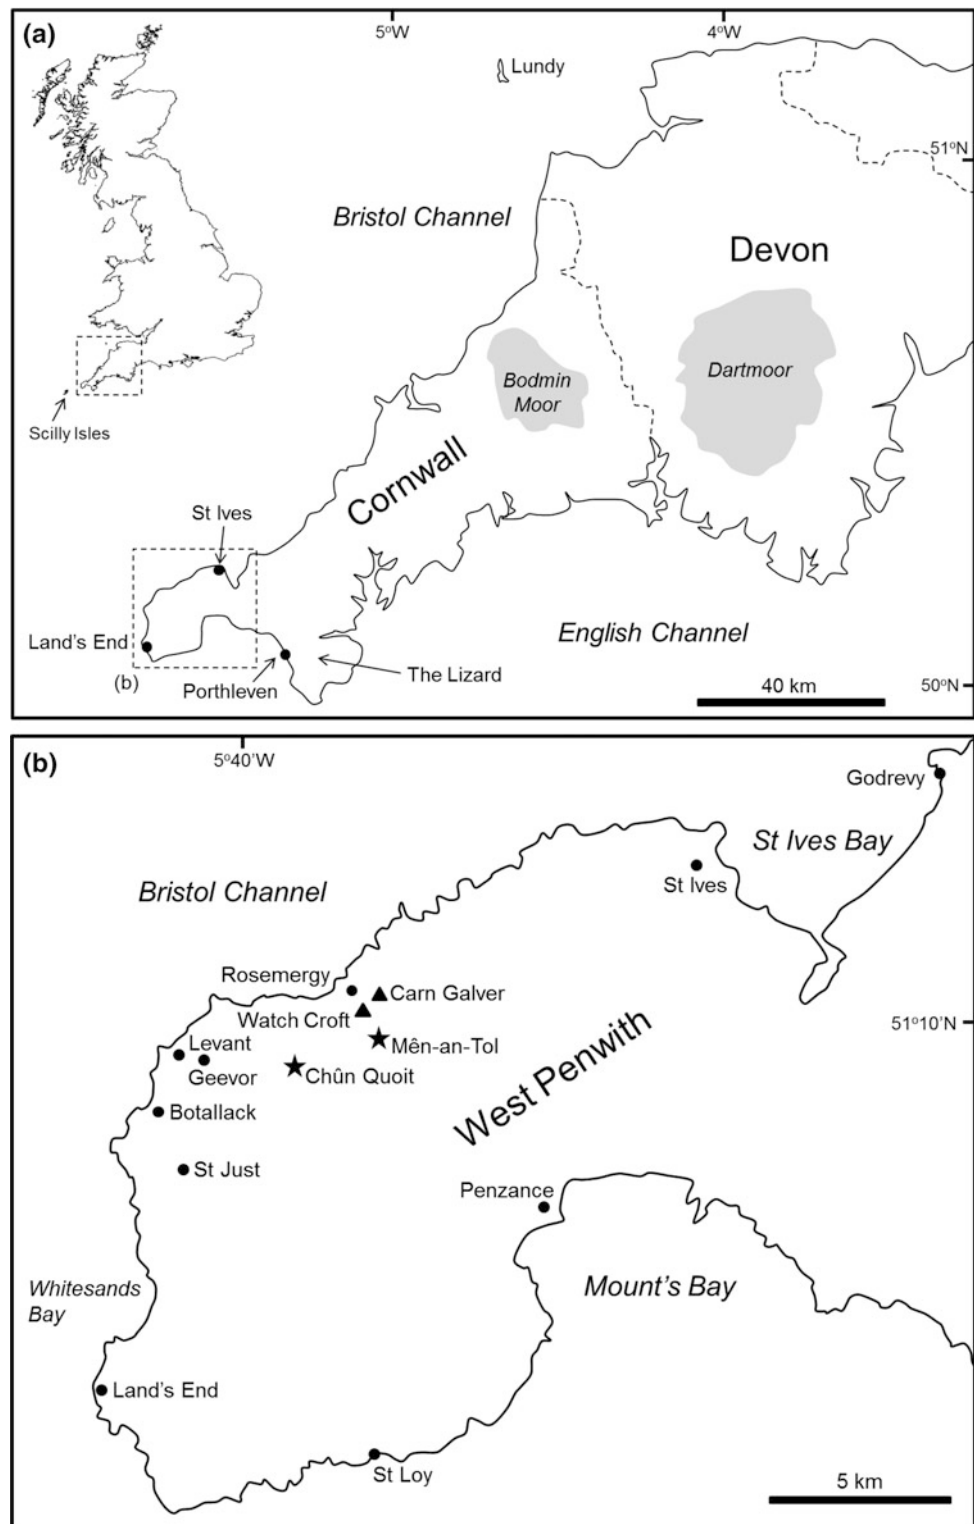 (a)
5°W
4°W
Lundy
51°N
Bristol Channel
Devon
Bodmin
Moor
Dartmoor
Scilly Isles
Cornwall
St Ives
Land's End
English Channel
(b)
Porthleven
The Lizard
40 km
50°N
(b)
5°40'W
Godrevy
St Ives Bay
St Ives
Bristol Channel
Rosemergy
Carn Galver
Watch Croft
51°10'N
Levant
Mên-an-Tol
Geevor
Chûn Quoit
West Penwith
Botallack
St Just
Penzance
Whitesands
Bay
Mount's Bay
Land's End
St Loy
5 km